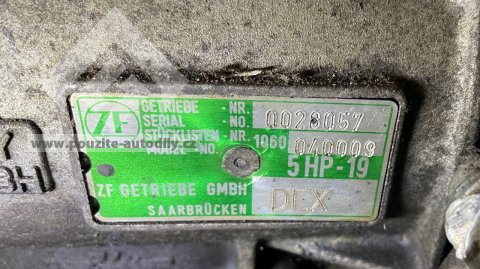 ZF
GETRIEBE - NR.
SERIAL - NO. 0028057
STÜCKLISTEN - NR. 1060 040009
MODEL - NO. 5 HP - 19
ZF GETRIEBE GMBH DEX
SAARBRÜCKEN
www.pouzite-autodily.cz